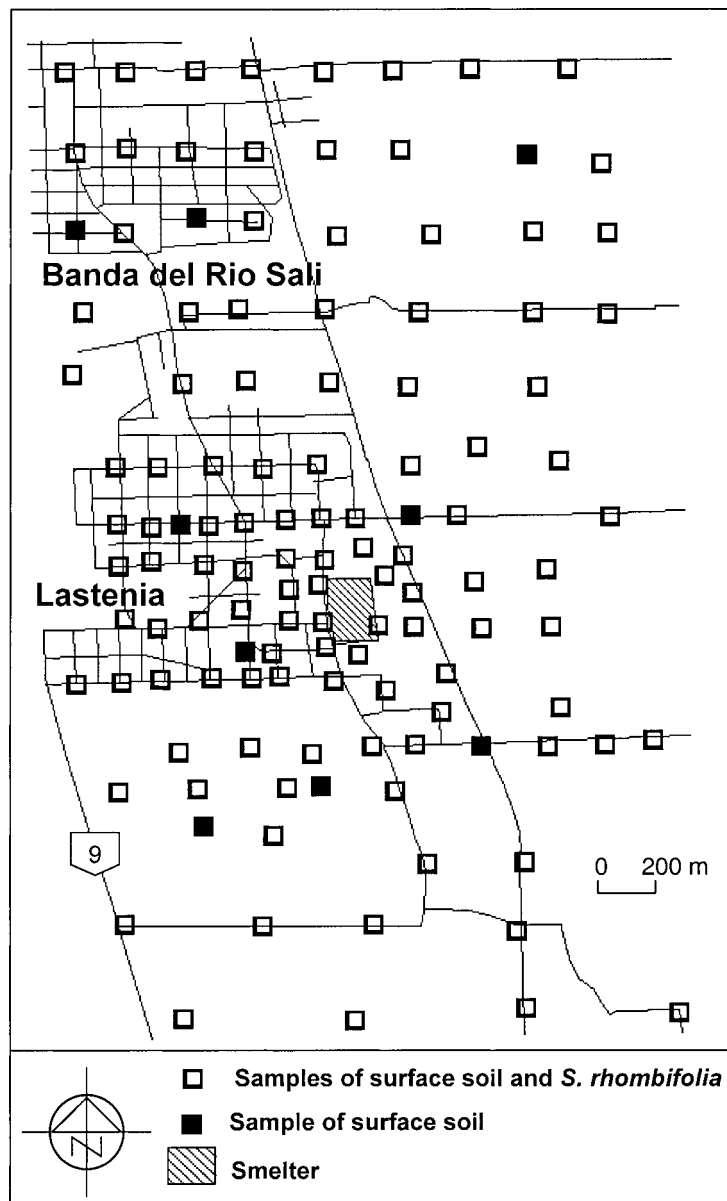 Banda del Rio Sali
Lastenia
9
0 200 m
Samples of surface soil and S. rhombifolia
Sample of surface soil
Smelter
N